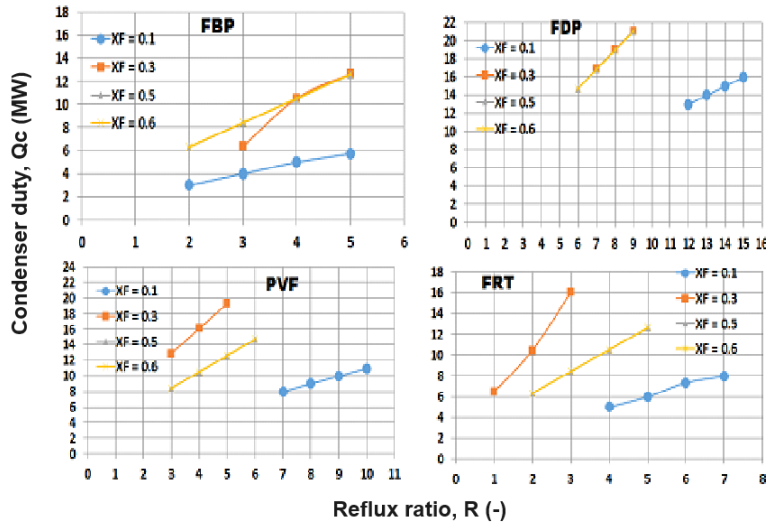 Condenser duty, Qc (MW)
FBP
18
16
14
12
10
8
6
4
2
0
XF = 0.1
XF = 0.3
XF = 0.5
XF = 0.6
0 1 2 3 4 5 6
FDP
22
20
18
16
14
12
10
8
6
4
2
0
XF = 0.1
XF = 0.3
XF = 0.5
XF = 0.6
0 1 2 3 4 5 6 7 8 9 10 11 12 13 14 15 16
PVF
24
22
20
18
16
14
12
10
8
6
4
2
0
XF = 0.1
XF = 0.3
XF = 0.5
XF = 0.6
0 1 2 3 4 5 6 7 8 9 10 11
FRT
18
16
14
12
10
8
6
4
2
0
XF = 0.1
XF = 0.3
XF = 0.5
XF = 0.6
0 1 2 3 4 5 6 7 8
Reflux ratio, R (-)